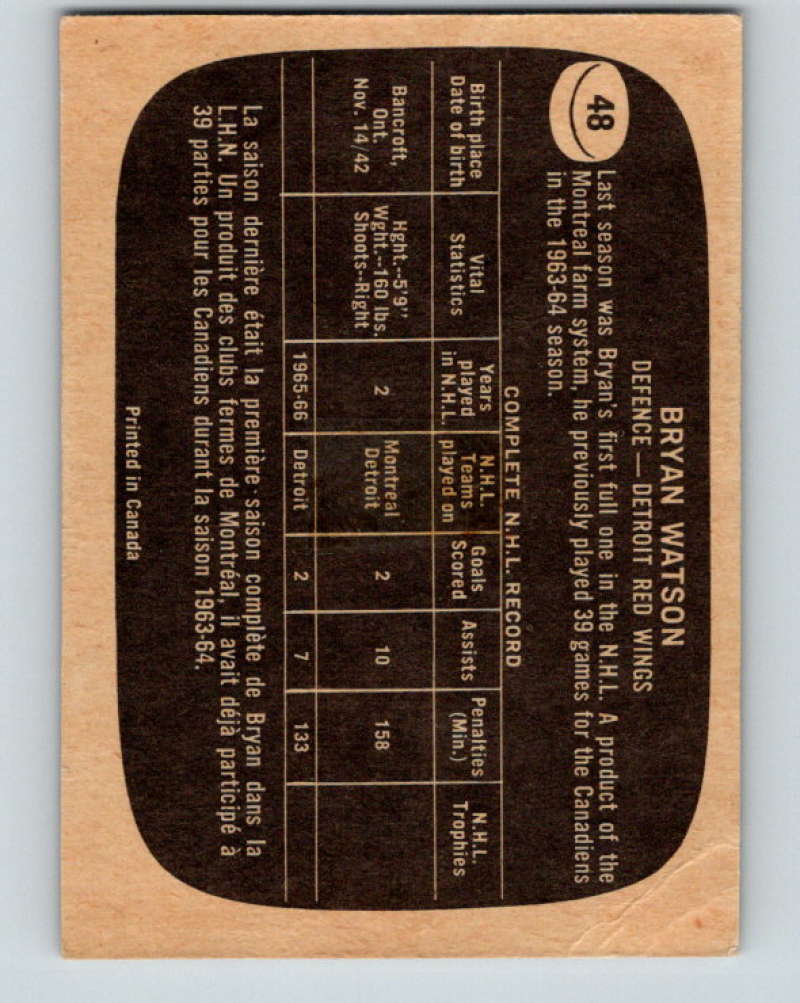 48
BRYAN WATSON
DEFENCE — DETROIT RED WINGS
Last season was Bryan's first full one in the N.H.L. A product of the
Montreal farm system, he previously played 39 games for the Canadiens
in the 1963-64 season.
COMPLETE N.H.L. RECORD
Birth place Vital Years N.H.L. Goals Assists Penalties N.H.L.
Date of birth Statistics played Teams Scored (Min.) Trophies
in N.H.L. played on
Bancroft, Hght.--5'9" 2 Montreal 2 10 158
Ont. Wght.--160 lbs. Detroit
Nov. 14/42 Shoots--Right
1965-66 Detroit 2 7 133
La saison dernière était la première saison complète de Bryan dans la
L.H.N. Un produit des clubs fermes de Montréal, il avait déjà participé à
39 parties pour les Canadiens durant la saison 1963-64.
Printed in Canada